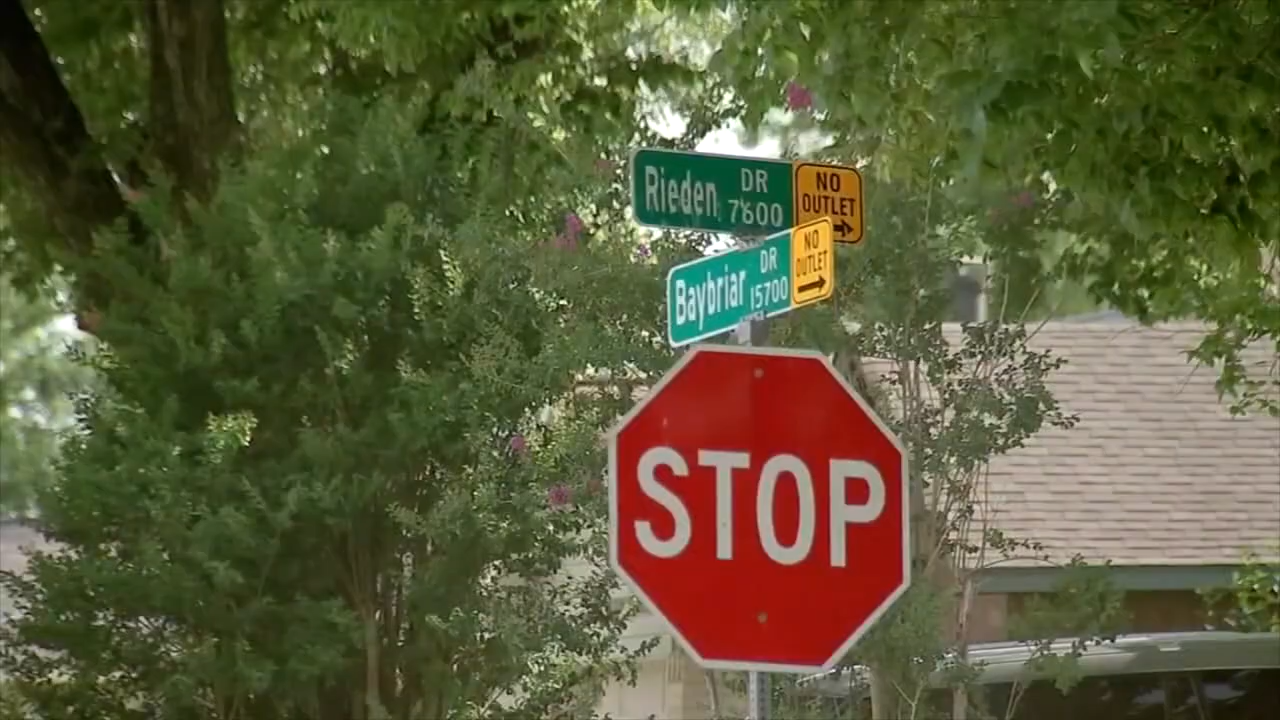 Rieden DR 7600
NO OUTLET
Baybriar DR 15700
NO OUTLET
STOP